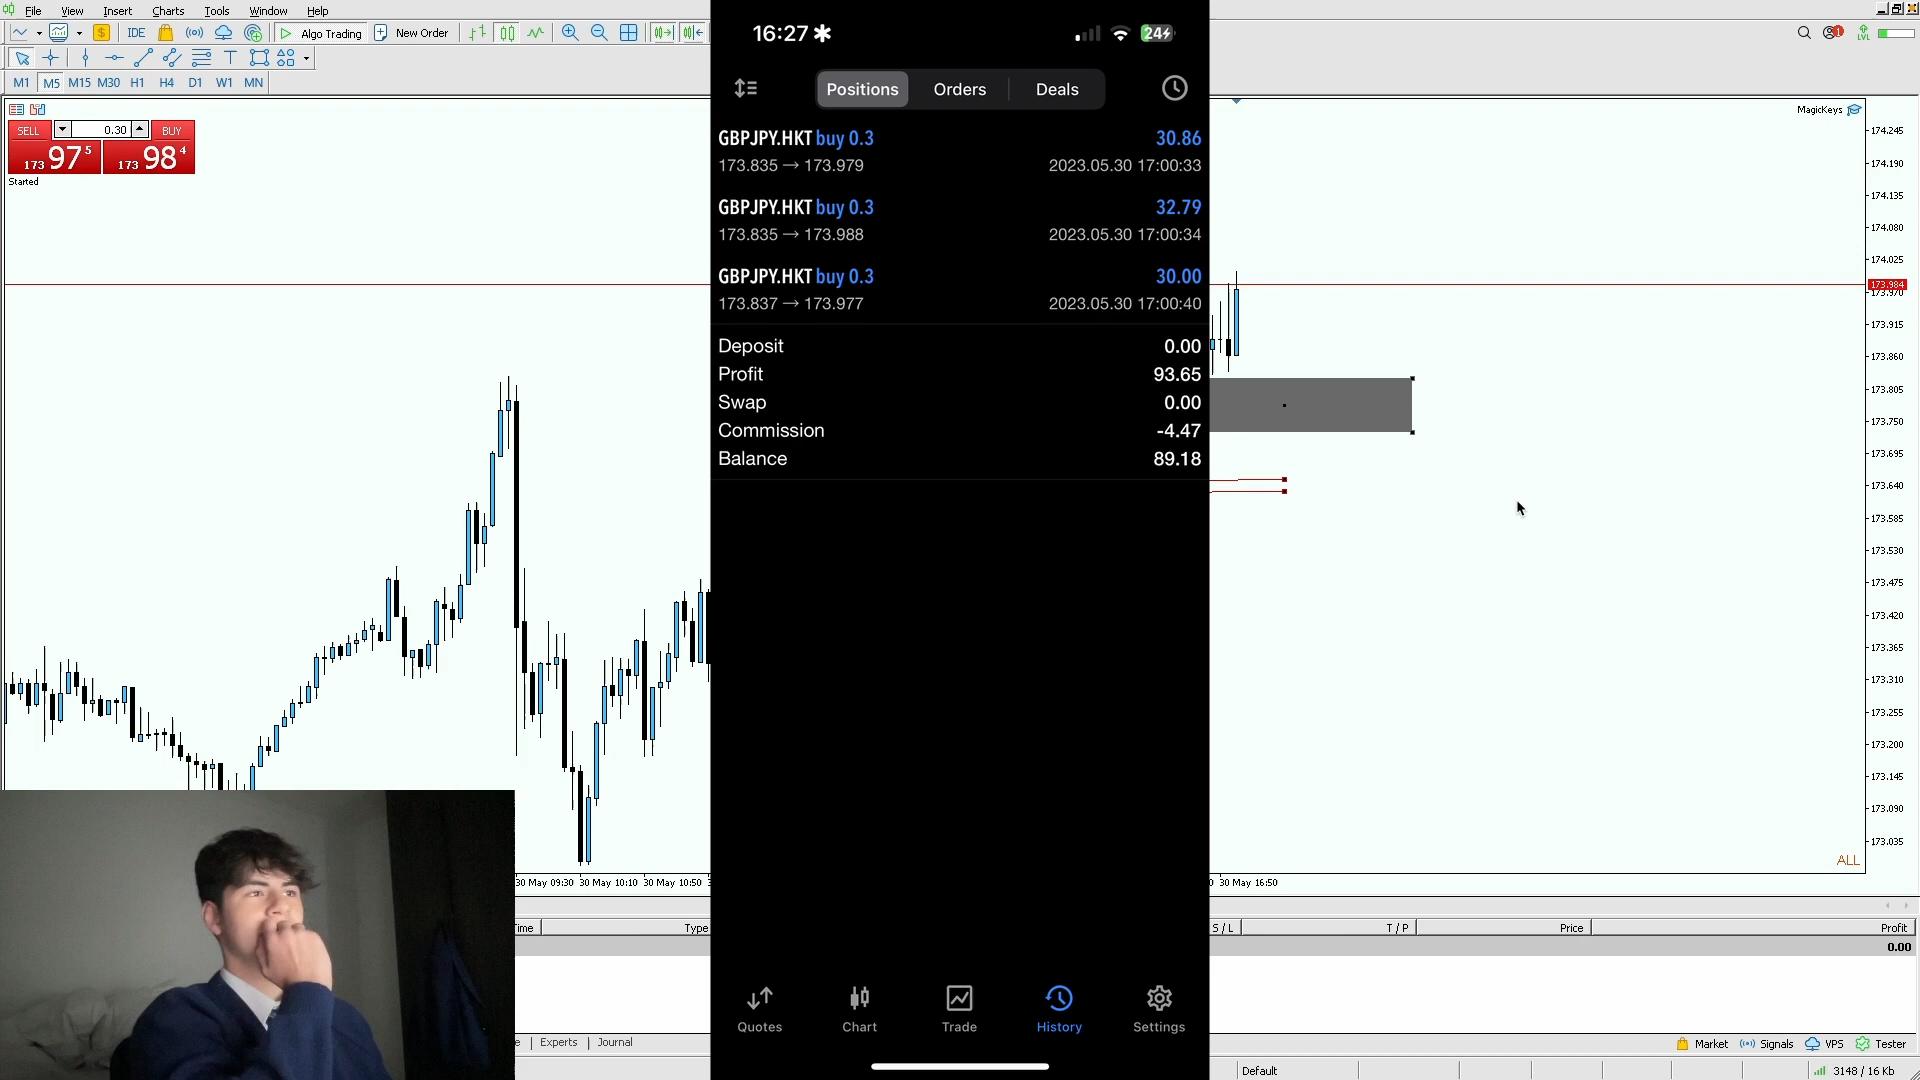 File View Insert Charts Tools Window Help
IDE Algo Trading New Order
LVL
M1 M5 M15 M30 H1 H4 D1 W1 MN
SELL 0.30 BUY
173 97 5 173 98 4
Started
16:27 ✱ 24
Positions Orders Deals
GBPJPY.HKT buy 0.3 30.86
173.835 → 173.979 2023.05.30 17:00:33
GBPJPY.HKT buy 0.3 32.79
173.835 → 173.988 2023.05.30 17:00:34
GBPJPY.HKT buy 0.3 30.00
173.837 → 173.977 2023.05.30 17:00:40
Deposit 0.00
Profit 93.65
Swap 0.00
Commission -4.47
Balance 89.18
Quotes Chart Trade History Settings
MagicKeys
174.245
174.190
174.135
174.080
174.025
173.984
173.970
173.915
173.860
173.805
173.750
173.695
173.640
173.585
173.530
173.475
173.420
173.365
173.310
173.255
173.200
173.145
173.090
173.035
ALL
30 May 09:30 30 May 10:10 30 May 10:50 30 May 16:50
Type S / L T / P Price Profit
0.00
Experts Journal
Market Signals VPS Tester
Default 3148 / 16 Kb